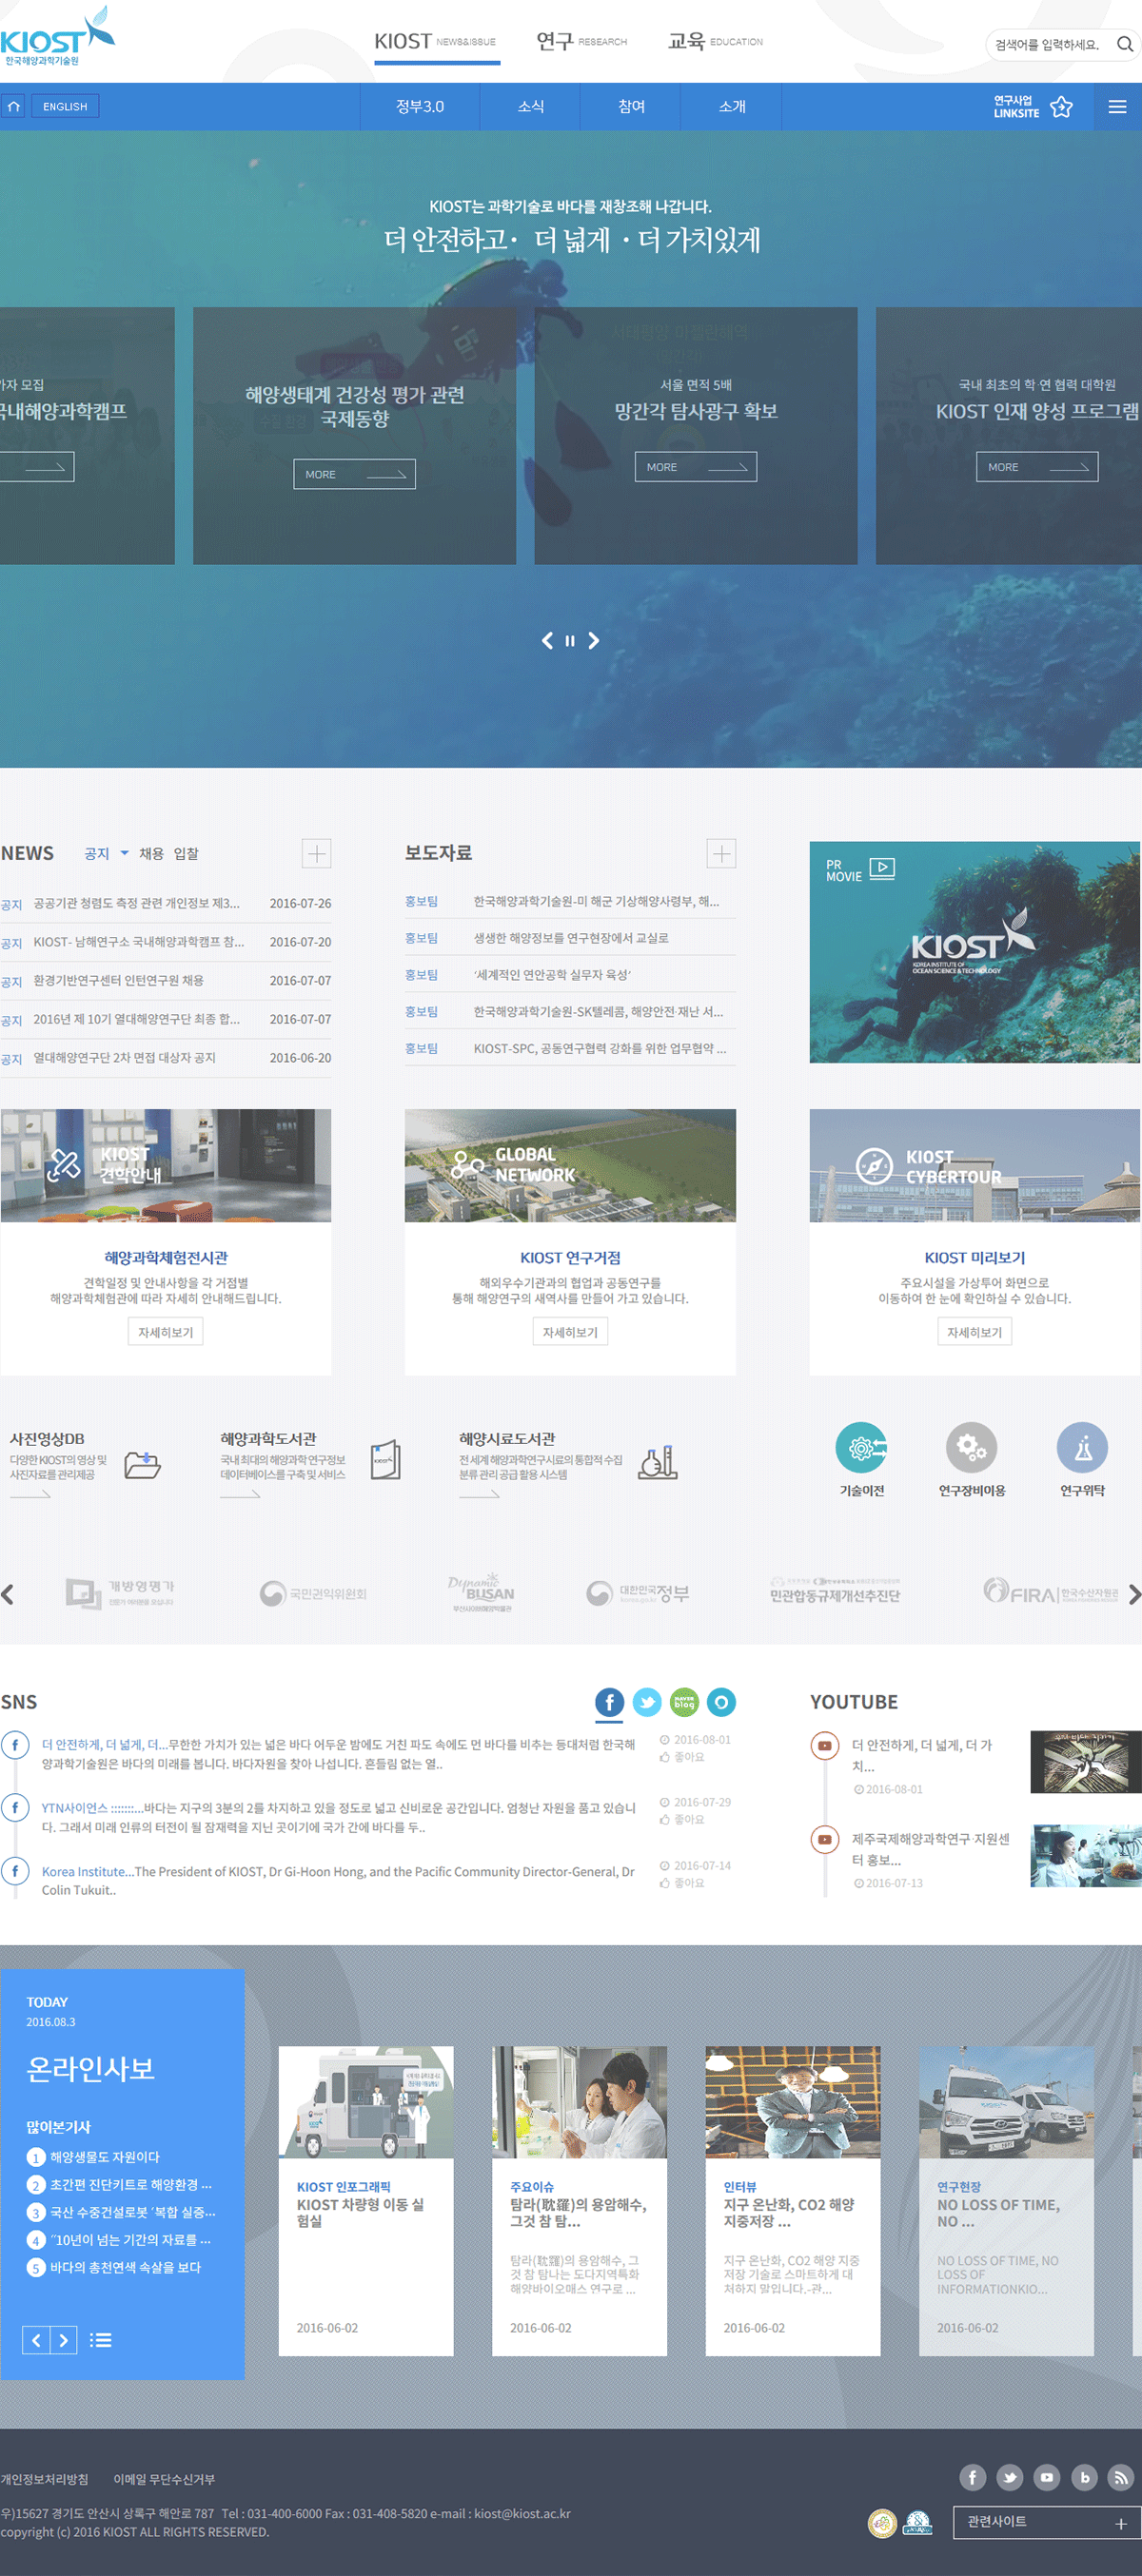 KIOST
한국해양과학기술원
KIOST NEWS&ISSUE
연구 RESEARCH
교육 EDUCATION
검색어를 입력하세요.
ENGLISH
정부3.0
소식
참여
소개
연구사업
LINKSITE
KIOST는 과학기술로 바다를 재창조해 나갑니다.
더 안전하고· 더 넓게 ·더 가치있게
가자 모집
국내해양과학캠프
해양생태계 건강성 평가 관련
국제동향
MORE
서울 면적 5배
망간각 탐사광구 확보
MORE
국내 최초의 학·연 협력 대학원
KIOST 인재 양성 프로그램
MORE
NEWS
공지
채용
입찰
공지 공공기관 청렴도 측정 관련 개인정보 제3... 2016-07-26
공지 KIOST- 남해연구소 국내해양과학캠프 참... 2016-07-20
공지 환경기반연구센터 인턴연구원 채용 2016-07-07
공지 2016년 제 10기 열대해양연구단 최종 합... 2016-07-07
공지 열대해양연구단 2차 면접 대상자 공지 2016-06-20
보도자료
홍보팀 한국해양과학기술원-미 해군 기상해양사령부, 해...
홍보팀 생생한 해양정보를 연구현장에서 교실로
홍보팀 ‘세계적인 연안공학 실무자 육성’
홍보팀 한국해양과학기술원-SK텔레콤, 해양안전·재난 서...
홍보팀 KIOST-SPC, 공동연구협력 강화를 위한 업무협약 ...
PR
MOVIE
KIOST
KOREA INSTITUTE OF
OCEAN SCIENCE & TECHNOLOGY
KIOST
견학안내
해양과학체험전시관
견학일정 및 안내사항을 각 거점별
해양과학체험관에 따라 자세히 안내해드립니다.
자세히보기
GLOBAL
NETWORK
KIOST 연구거점
해외우수기관과의 협업과 공동연구를
통해 해양연구의 새역사를 만들어 가고 있습니다.
자세히보기
KIOST
CYBERTOUR
KIOST 미리보기
주요시설을 가상투어 화면으로
이동하여 한 눈에 확인하실 수 있습니다.
자세히보기
사진영상DB
다양한 KIOST의 영상 및
사진자료를 관리제공
해양과학도서관
국내 최대의 해양과학 연구정보
데이터베이스를 구축 및 서비스
해양시료도서관
전 세계 해양과학연구시료의 통합적 수집
분류 관리 공급 활용 시스템
기술이전
연구장비이용
연구위탁
개방형평가
국민권익위원회
Dynamic
BUSAN
부산사이버해양박물관
대한민국정부
민관합동규제개선추진단
FIRA 한국수산자원관
SNS
더 안전하게, 더 넓게, 더...무한한 가치가 있는 넓은 바다 어두운 밤에도 거친 파도 속에도 먼 바다를 비추는 등대처럼 한국해
양과학기술원은 바다의 미래를 봅니다. 바다자원을 찾아 나섭니다. 흔들림 없는 열..
2016-08-01
좋아요
YTN사이언스 :::::::...바다는 지구의 3분의 2를 차지하고 있을 정도로 넓고 신비로운 공간입니다. 엄청난 자원을 품고 있습니
다. 그래서 미래 인류의 터전이 될 잠재력을 지닌 곳이기에 국가 간에 바다를 두..
2016-07-29
좋아요
Korea Institute...The President of KIOST, Dr Gi-Hoon Hong, and the Pacific Community Director-General, Dr
Colin Tukuit..
2016-07-14
좋아요
YOUTUBE
더 안전하게, 더 넓게, 더 가
치...
2016-08-01
제주국제해양과학연구·지원센
터 홍보...
2016-07-13
TODAY
2016.08.3
온라인사보
많이본기사
1 해양생물도 자원이다
2 초간편 진단키트로 해양환경 ...
3 국산 수중건설로봇 ‘복합 실증...
4 “10년이 넘는 기간의 자료를 ...
5 바다의 총천연색 속살을 보다
KIOST 인포그래픽
KIOST 차량형 이동 실
험실
2016-06-02
주요이슈
탐라(耽羅)의 용암해수,
그것 참 탐...
탐라(耽羅)의 용암해수, 그
것 참 탐나는 도다지역특화
해양바이오매스 연구로 ...
2016-06-02
인터뷰
지구 온난화, CO2 해양
지중저장 ...
지구 온난화, CO2 해양 지중
저장 기술로 스마트하게 대
처하지 말입니다.-관...
2016-06-02
연구현장
NO LOSS OF TIME,
NO ...
NO LOSS OF TIME, NO
LOSS OF
INFORMATIONKIO...
2016-06-02
개인정보처리방침
이메일 무단수신거부
우)15627 경기도 안산시 상록구 해안로 787 Tel : 031-400-6000 Fax : 031-408-5820 e-mail : kiost@kiost.ac.kr
copyright (c) 2016 KIOST ALL RIGHTS RESERVED.
관련사이트